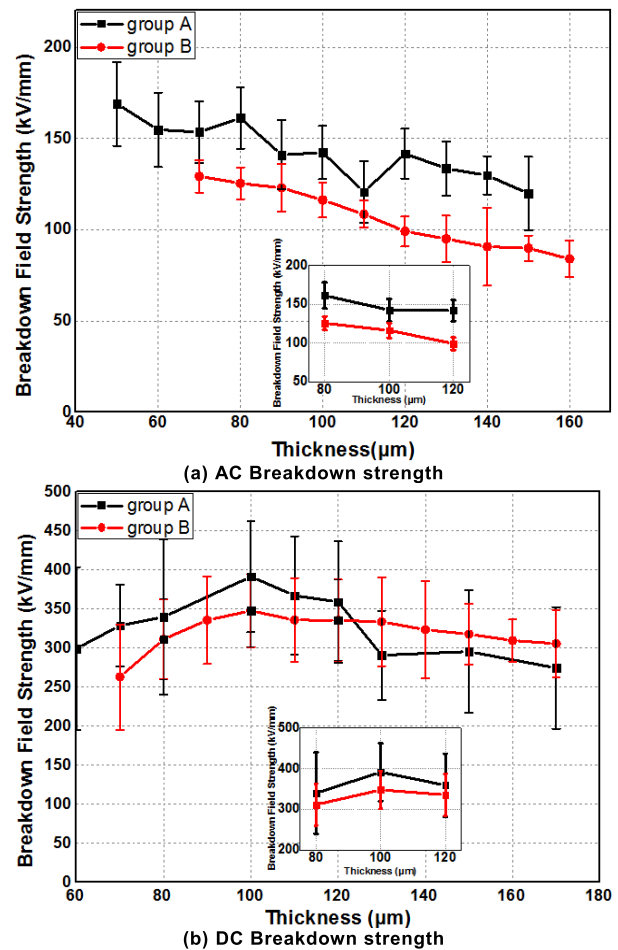 group A
group B
200
150
100
50
0
Breakdown Field Strength (kV/mm)
200
150
100
50
Breakdown Field Strength (kV/mm)
80 100 120
Thickness (µm)
40 60 80 100 120 140 160
Thickness(µm)
(a) AC Breakdown strength
group A
group B
500
450
400
350
300
250
200
150
100
50
0
Breakdown Field Strength (kV/mm)
500
400
300
200
Breakdown Field Strength (kV/mm)
80 100 120
Thickness (µm)
60 80 100 120 140 160 180
Thickness (µm)
(b) DC Breakdown strength